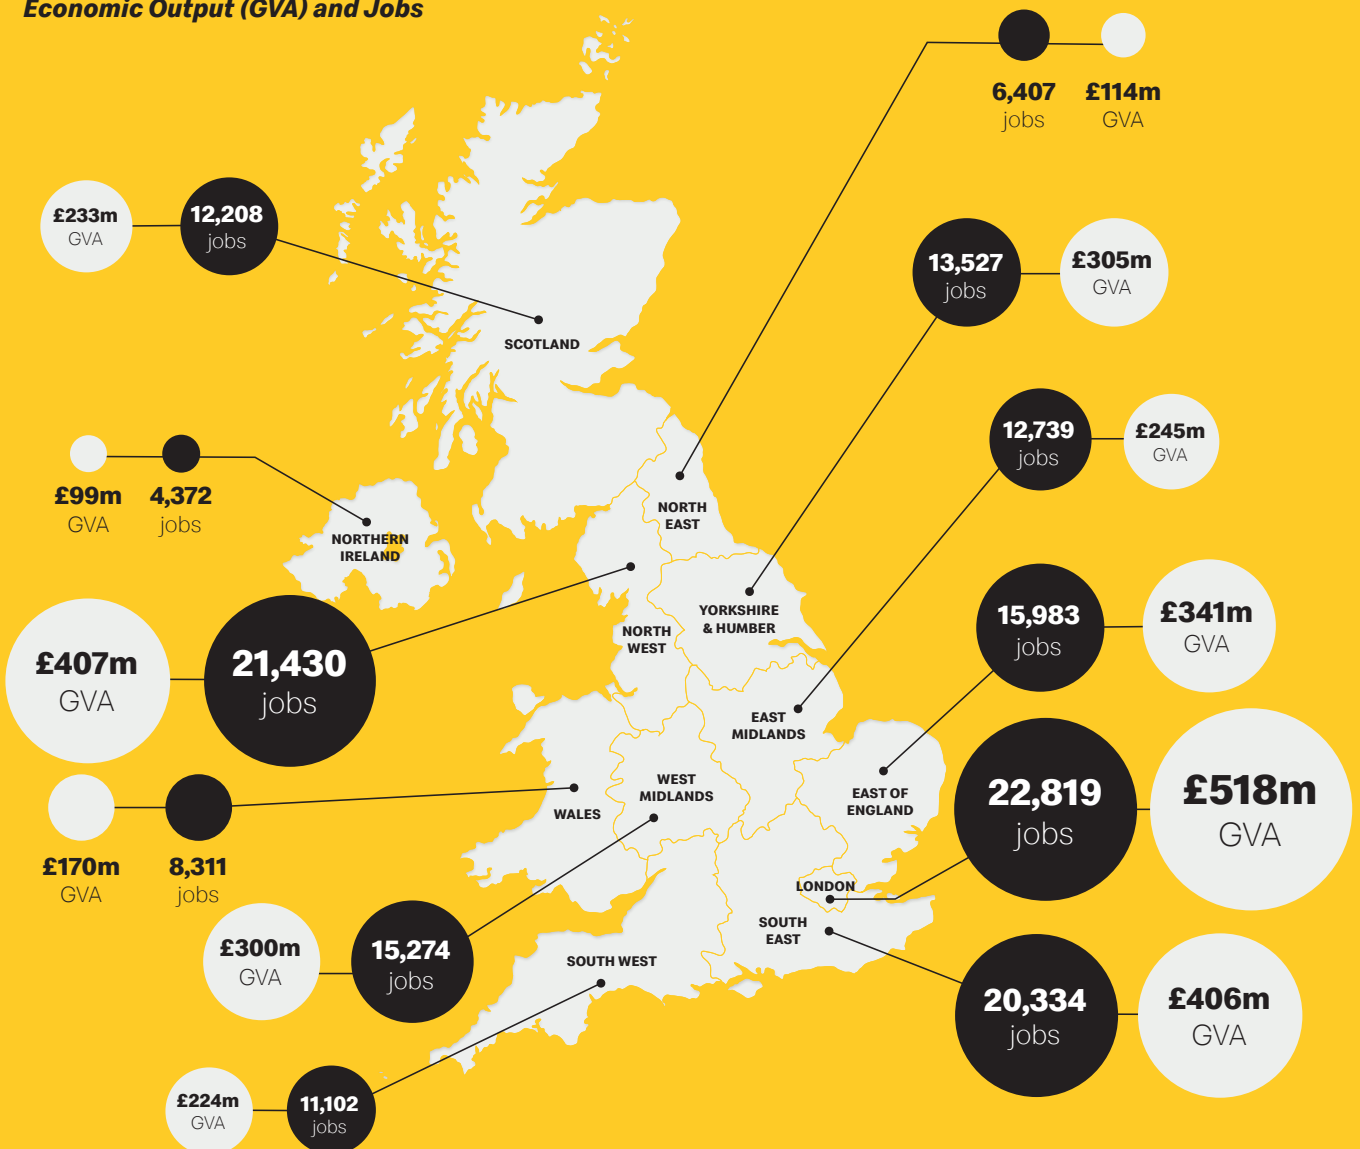 Economic Output (GVA) and Jobs
6,407
jobs
£114m
GVA
£233m
GVA
12,208
jobs
13,527
jobs
£305m
GVA
SCOTLAND
12,739
jobs
£245m
GVA
£99m
GVA
4,372
jobs
NORTH
EAST
NORTHERN
IRELAND
15,983
jobs
£341m
GVA
YORKSHIRE
& HUMBER
NORTH
WEST
£407m
GVA
21,430
jobs
EAST
MIDLANDS
WEST
MIDLANDS
EAST OF
ENGLAND
22,819
jobs
£518m
GVA
WALES
£170m
GVA
8,311
jobs
LONDON
SOUTH
EAST
£300m
GVA
15,274
jobs
SOUTH WEST
20,334
jobs
£406m
GVA
£224m
GVA
11,102
jobs